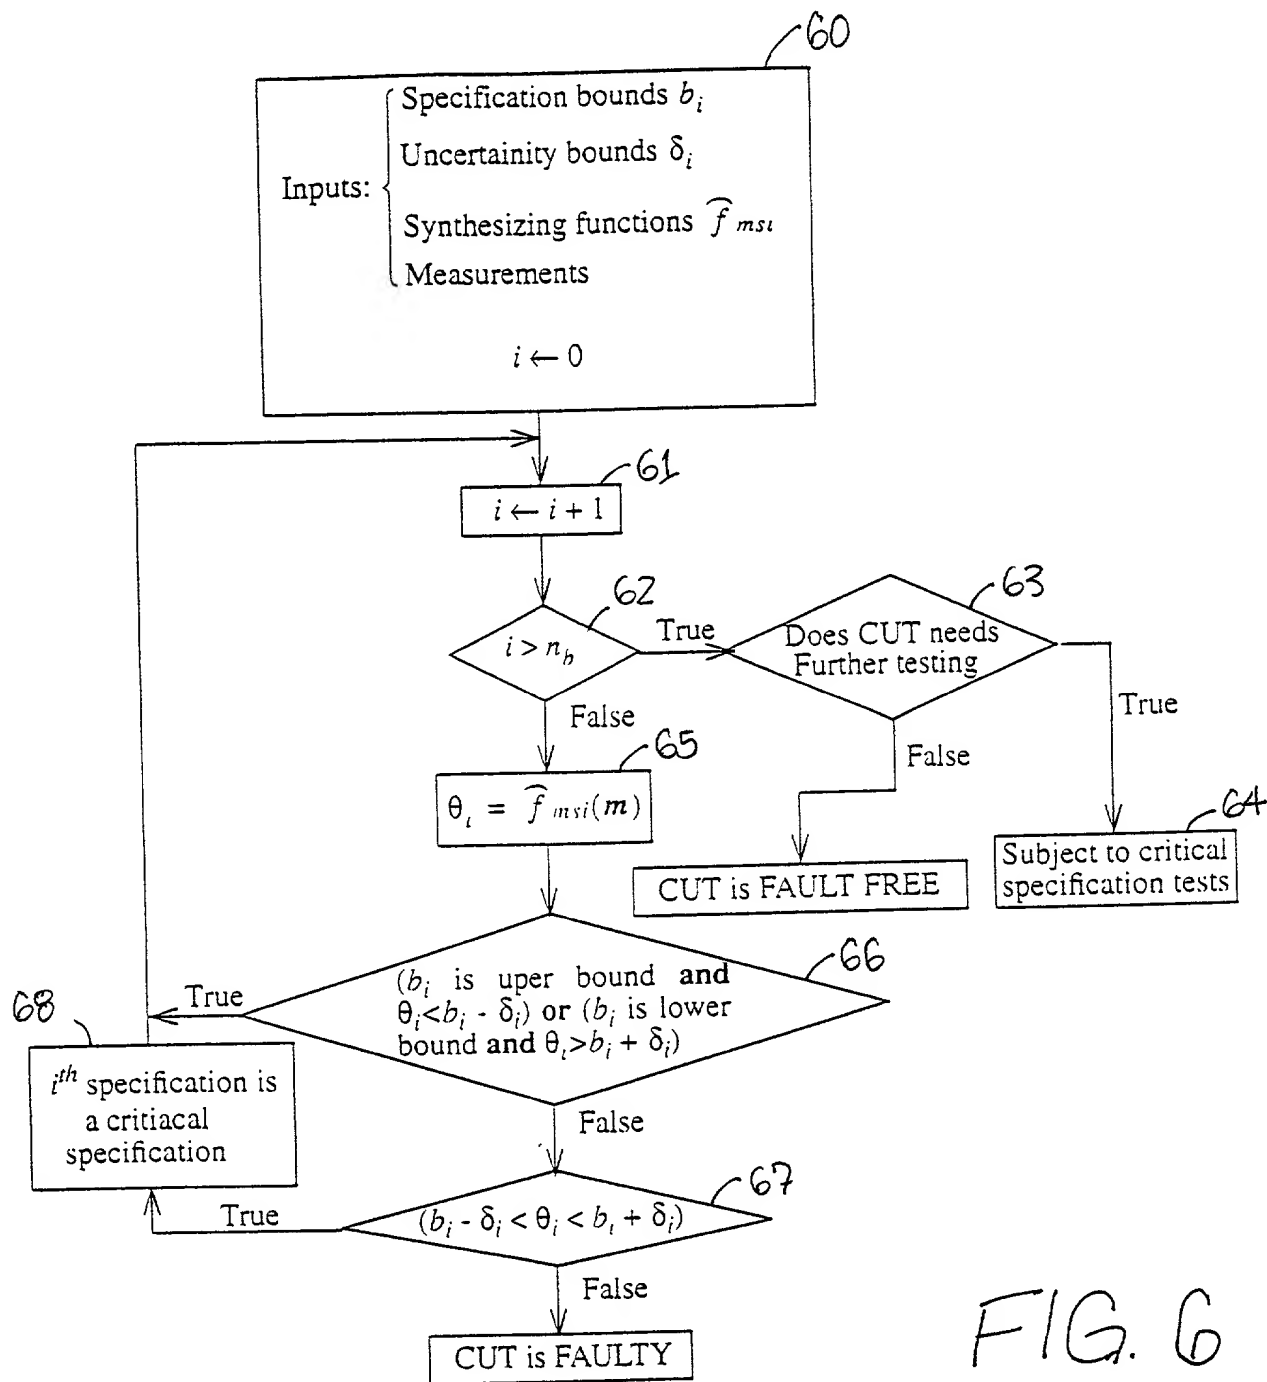 60
Specification bounds b_i
Uncertainity bounds δ_i
Inputs:
Synthesizing functions f̂_msi
Measurements
i ← 0
61
i ← i + 1
62
i > n_b
True
63
Does CUT needs
Further testing
False
True
65
θ_i = f̂_msi(m)
False
CUT is FAULT FREE
64
Subject to critical
specification tests
66
(b_i is uper bound and
θ_i<b_i - δ_i) or (b_i is lower
bound and θ_i>b_i + δ_i)
True
68
i^th specification is
a critiacal
specification
False
67
(b_i - δ_i < θ_i < b_i + δ_i)
True
False
CUT is FAULTY
FIG. 6